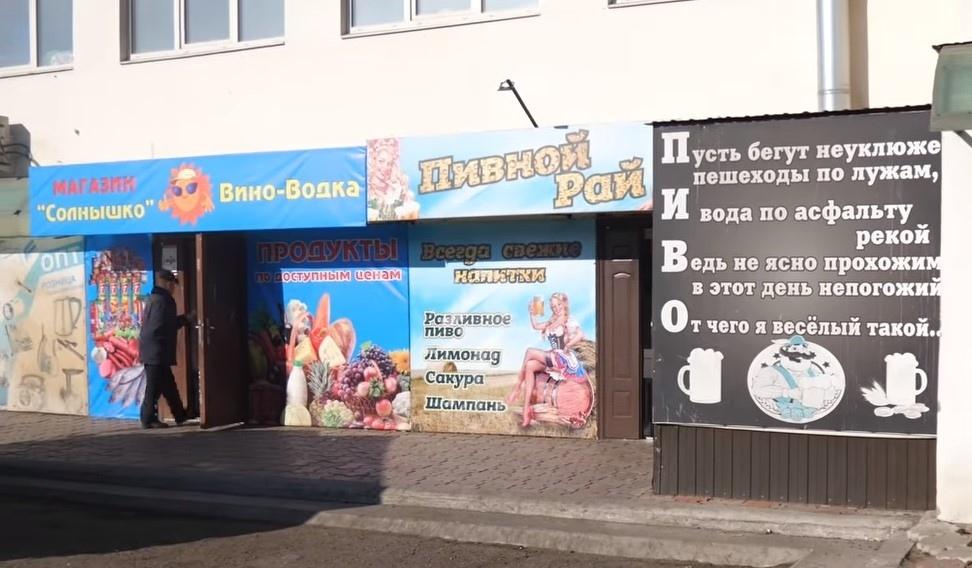 МАГАЗИН
"Солнышко"
Вино-Водка
Пивной
Рай
ОПТ
РОЗНИЦА
ПРОДУКТЫ
по доступным ценам
Всегда свежие
напитки
Разливное
пиво
Лимонад
Сакура
Шампань
Пусть бегут неуклюже
пешеходы по лужам,
И вода по асфальту
рекой
Ведь не ясно прохожим
в этот день непогожий
От чего я весёлый такой..